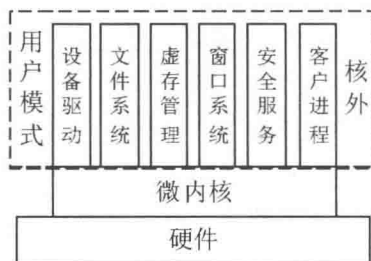 用户模式
设备驱动
文件系统
虚存管理
窗口系统
安全服务
客户进程
核外
微内核
硬件